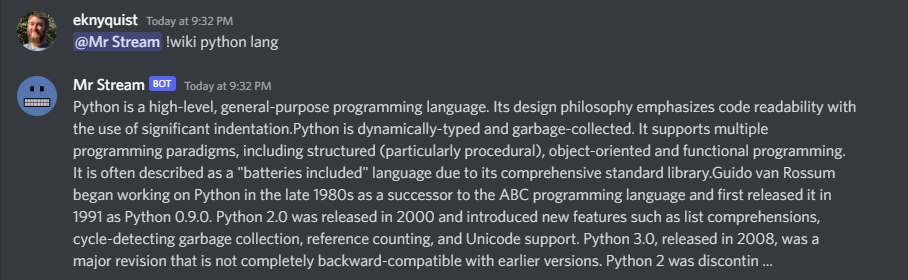 eknyquist Today at 9:32 PM
@Mr Stream !wiki python lang
Mr Stream BOT Today at 9:32 PM
Python is a high-level, general-purpose programming language. Its design philosophy emphasizes code readability with
the use of significant indentation.Python is dynamically-typed and garbage-collected. It supports multiple
programming paradigms, including structured (particularly procedural), object-oriented and functional programming.
It is often described as a "batteries included" language due to its comprehensive standard library.Guido van Rossum
began working on Python in the late 1980s as a successor to the ABC programming language and first released it in
1991 as Python 0.9.0. Python 2.0 was released in 2000 and introduced new features such as list comprehensions,
cycle-detecting garbage collection, reference counting, and Unicode support. Python 3.0, released in 2008, was a
major revision that is not completely backward-compatible with earlier versions. Python 2 was discontin ...